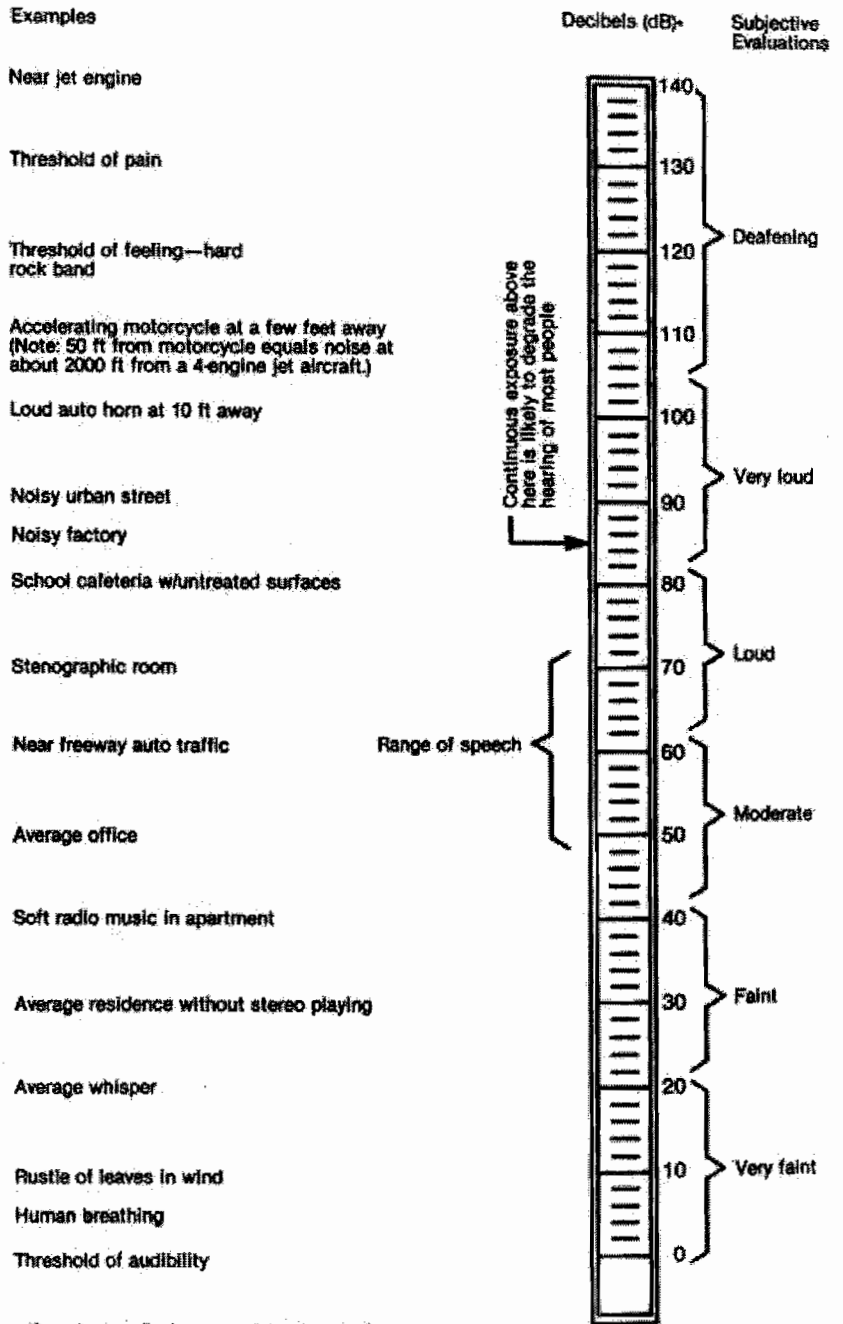 Examples
Decibels (dB)*
Subjective
Evaluations
Near jet engine
140
Threshold of pain
130
Deafening
Threshold of feeling—hard
rock band
120
Continuous exposure above
here is likely to degrade the
hearing of most people
Accelerating motorcycle at a few feet away
(Note: 50 ft from motorcycle equals noise at
about 2000 ft from a 4-engine jet aircraft.)
110
Loud auto horn at 10 ft away
100
Very loud
Noisy urban street
90
Noisy factory
School cafeteria w/untreated surfaces
80
Loud
Stenographic room
70
Near freeway auto traffic
Range of speech
60
Moderate
Average office
50
Soft radio music in apartment
40
Faint
Average residence without stereo playing
30
Average whisper
20
Very faint
Rustle of leaves in wind
10
Human breathing
Threshold of audibility
0